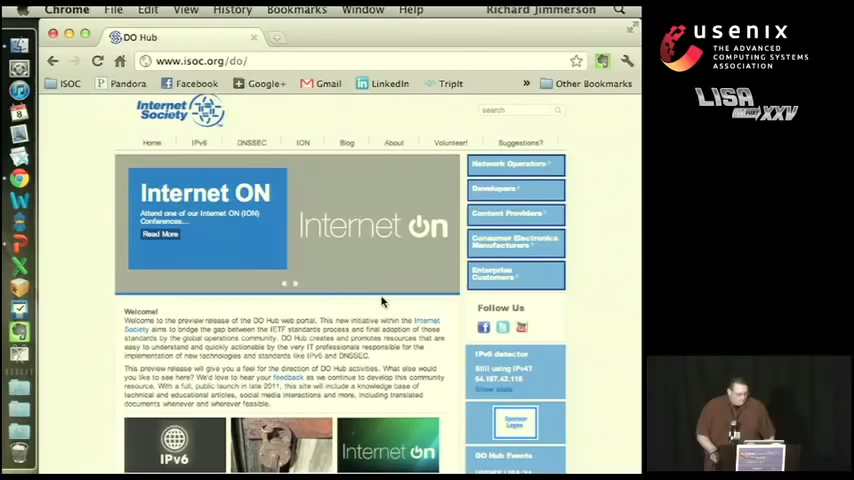 Chrome File Edit View History Bookmarks Window Help Richard Jimmerson
DO Hub
www.isoc.org/do/
ISOC Pandora Facebook Google+ Gmail LinkedIn TripIt » Other Bookmarks
Internet
Society
search
Home IPv6 DNSSEC ION Blog About Volunteer! Suggestions?
Internet ON
Attend one of our Internet ON (ION)
Conferences...
Read More
Internet On
Network Operators
Developers
Content Providers
Consumer Electronics
Manufacturers
Enterprise
Customers
Welcome!
Welcome to the preview release of the DO Hub web portal. This new initiative within the Internet
Society aims to bridge the gap between the IETF standards process and final adoption of those
standards by the global operations community. DO Hub creates and promotes resources that are
easy to understand and quickly actionable by the very IT professionals responsible for the
implementation of new technologies and standards like IPv6 and DNSSEC.
This preview release will give you a feel for the direction of DO Hub activities. What else would
you like to see here? We'd love to hear your feedback as we continue to develop this community
resource. With a full, public launch in late 2011, this site will include a knowledge base of
technical and educational articles, social media interactions and more, including translated
documents whenever and wherever feasible.
Follow Us
IPv6 detector
Still using IPv4?
64.197.42.115
Show stats
Sponsor
Logos
DO Hub Events
USENIX LISA'11
IPv6
Internet On
usenix
THE ADVANCED
COMPUTING SYSTEMS
ASSOCIATION
LISA
XXV